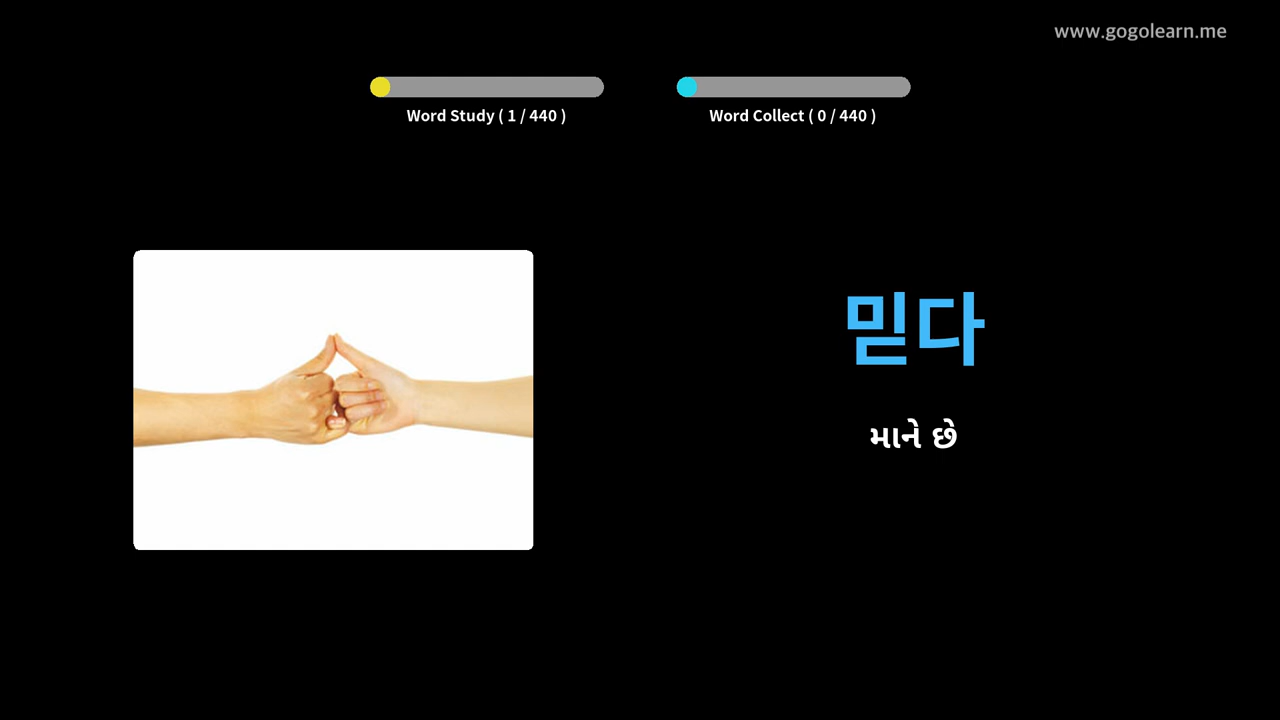 www.gogolearn.me
Word Study ( 1 / 440 )
Word Collect ( 0 / 440 )
믿다
માને છે